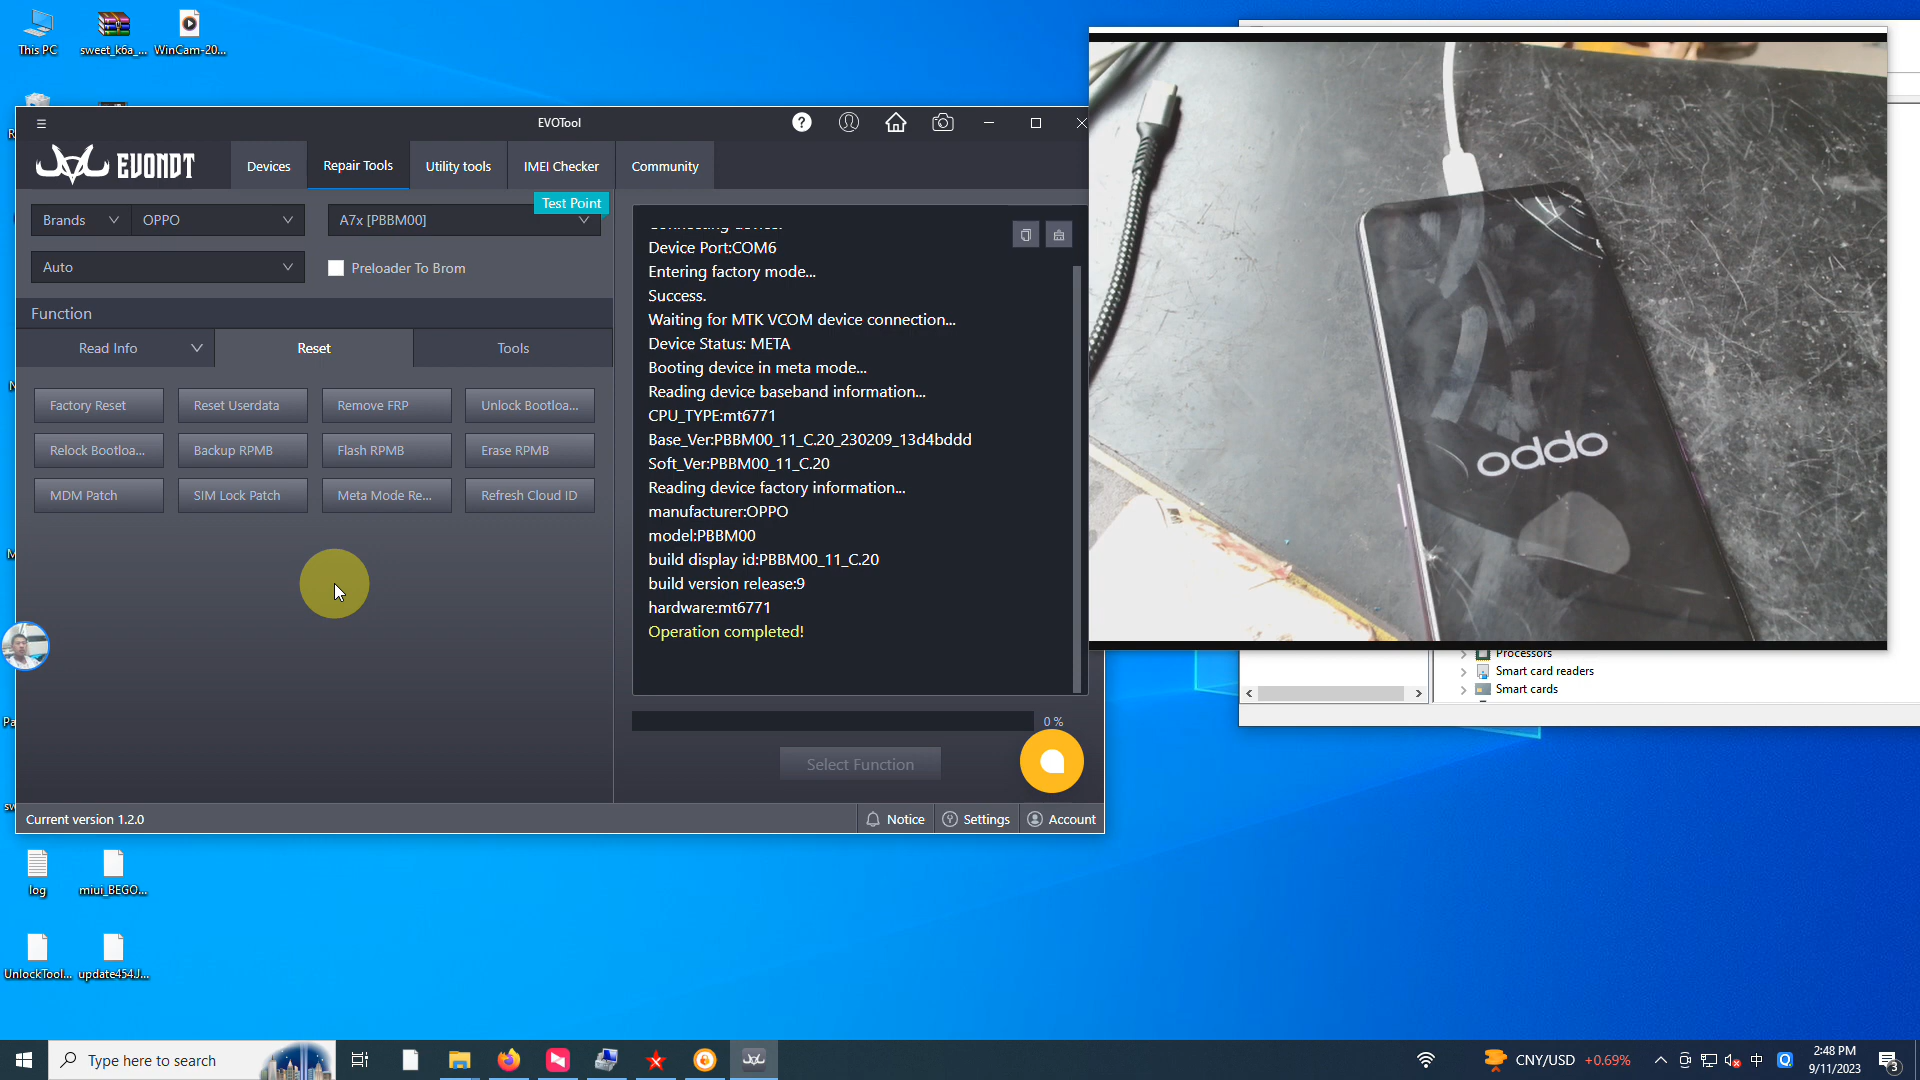 This PC
sweet_k6a_...
WinCam-20...
EVOTool
EVONDT
Devices
Repair Tools
Utility tools
IMEI Checker
Community
Test Point
Brands
OPPO
A7x [PBBM00]
Auto
Preloader To Brom
Function
Read Info
Reset
Tools
Factory Reset
Reset Userdata
Remove FRP
Unlock Bootloa...
Relock Bootloa...
Backup RPMB
Flash RPMB
Erase RPMB
MDM Patch
SIM Lock Patch
Meta Mode Re...
Refresh Cloud ID
Connecting device.
Device Port:COM6
Entering factory mode...
Success.
Waiting for MTK VCOM device connection...
Device Status: META
Booting device in meta mode...
Reading device baseband information...
CPU_TYPE:mt6771
Base_Ver:PBBM00_11_C.20_230209_13d4bddd
Soft_Ver:PBBM00_11_C.20
Reading device factory information...
manufacturer:OPPO
model:PBBM00
build display id:PBBM00_11_C.20
build version release:9
hardware:mt6771
Operation completed!
0 %
Select Function
Current version 1.2.0
Notice
Settings
Account
oppo
Processors
Smart card readers
Smart cards
log
miui_BEGO...
UnlockTool...
update454.J...
Type here to search
CNY/USD +0.69%
中
2:48 PM
9/11/2023
3